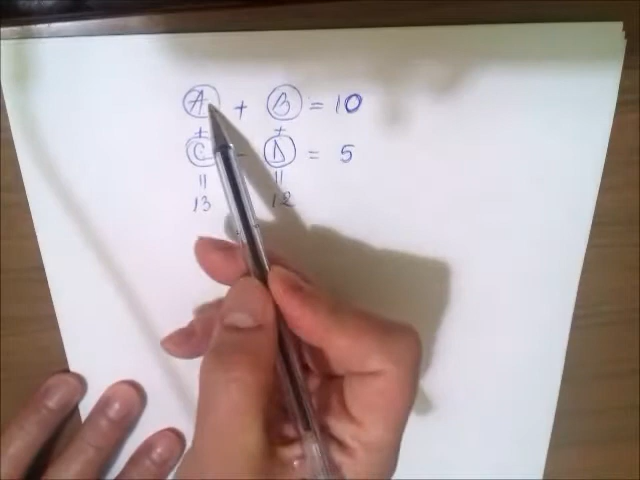 A + B = 10
+ +
C - D = 5
= =
13 12